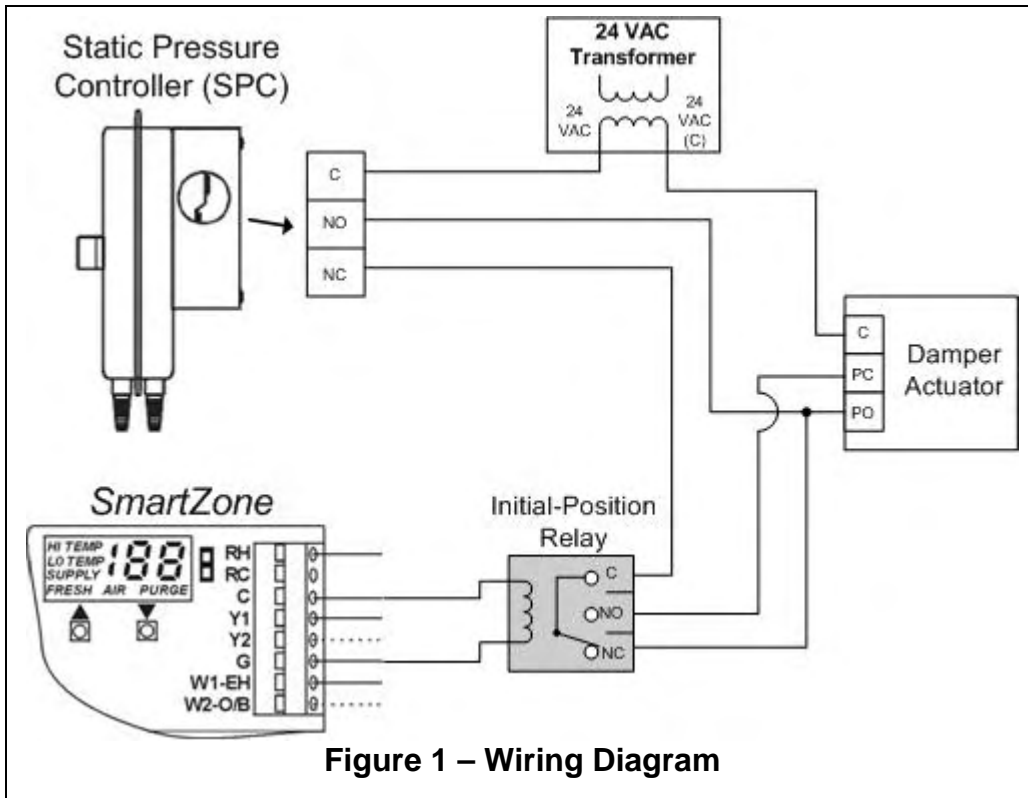 Static Pressure
Controller (SPC)
24 VAC
Transformer
24
VAC
24
VAC
(C)
C
NO
NC
C
PC
PO
Damper
Actuator
SmartZone
HI TEMP
LO TEMP
SUPPLY
188
FRESH AIR PURGE
RH
RC
C
Y1
Y2
G
W1-EH
W2-O/B
Initial-Position
Relay
C
NO
NC
Figure 1 – Wiring Diagram